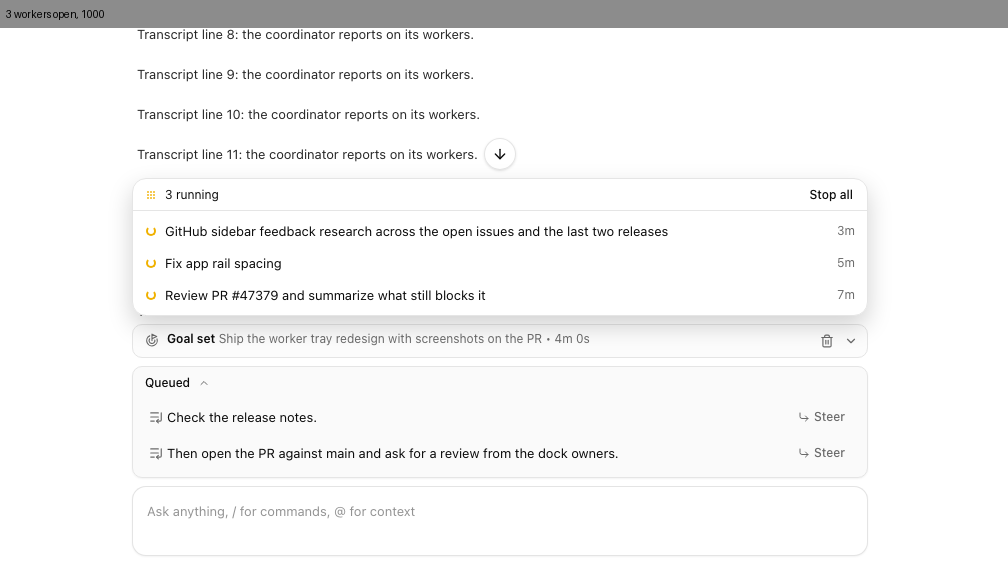 3 workers open, 1000
Transcript line 8: the coordinator reports on its workers.
Transcript line 9: the coordinator reports on its workers.
Transcript line 10: the coordinator reports on its workers.
Transcript line 11: the coordinator reports on its workers.
3 running
Stop all
GitHub sidebar feedback research across the open issues and the last two releases
3m
Fix app rail spacing
5m
Review PR #47379 and summarize what still blocks it
7m
Goal set Ship the worker tray redesign with screenshots on the PR • 4m 0s
Queued
Check the release notes.
Steer
Then open the PR against main and ask for a review from the dock owners.
Steer
Ask anything, / for commands, @ for context